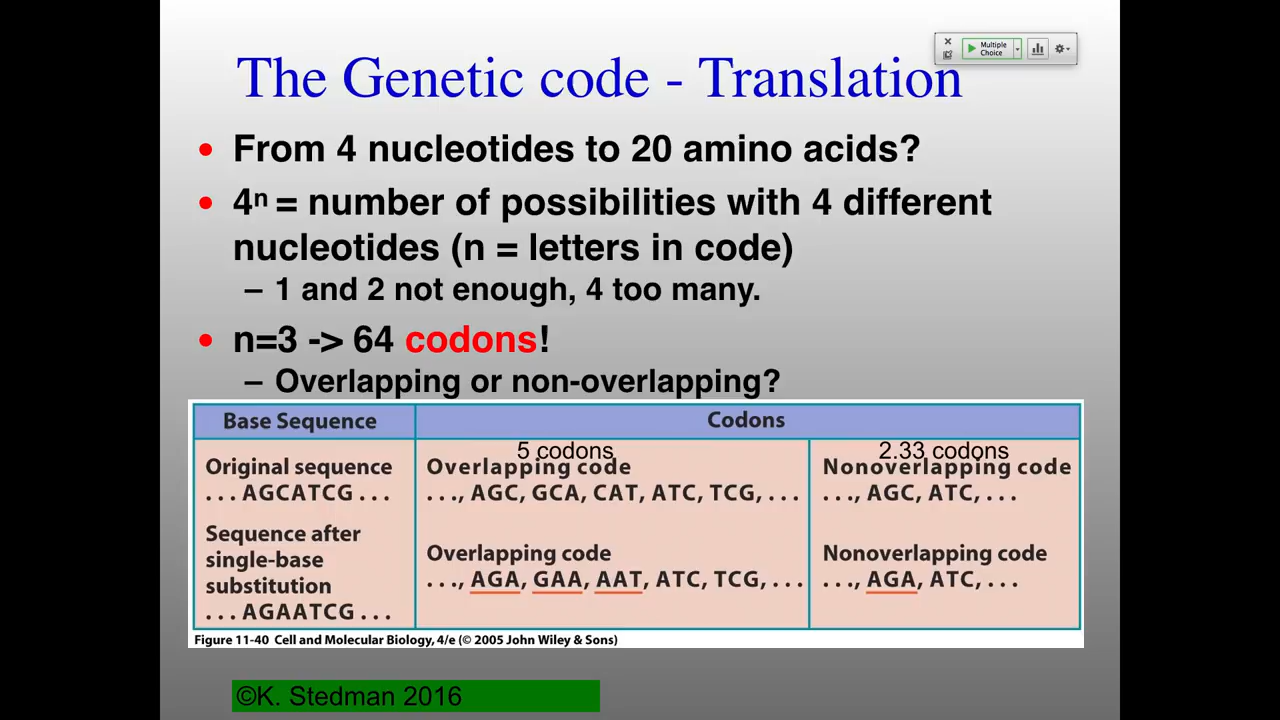 Multiple
Choice
The Genetic code - Translation
• From 4 nucleotides to 20 amino acids?
• 4ⁿ = number of possibilities with 4 different
nucleotides (n = letters in code)
– 1 and 2 not enough, 4 too many.
• n=3 -> 64 codons!
– Overlapping or non-overlapping?
Base Sequence
Codons
5 codons
2.33 codons
Original sequence
. . . AGCATCG . . .
Overlapping code
. . ., AGC, GCA, CAT, ATC, TCG, . . .
Nonoverlapping code
. . ., AGC, ATC, . . .
Sequence after
single-base
substitution
. . . AGAATCG . . .
Overlapping code
. . ., AGA, GAA, AAT, ATC, TCG, . . .
Nonoverlapping code
. . ., AGA, ATC, . . .
Figure 11-40 Cell and Molecular Biology, 4/e (© 2005 John Wiley & Sons)
©K. Stedman 2016